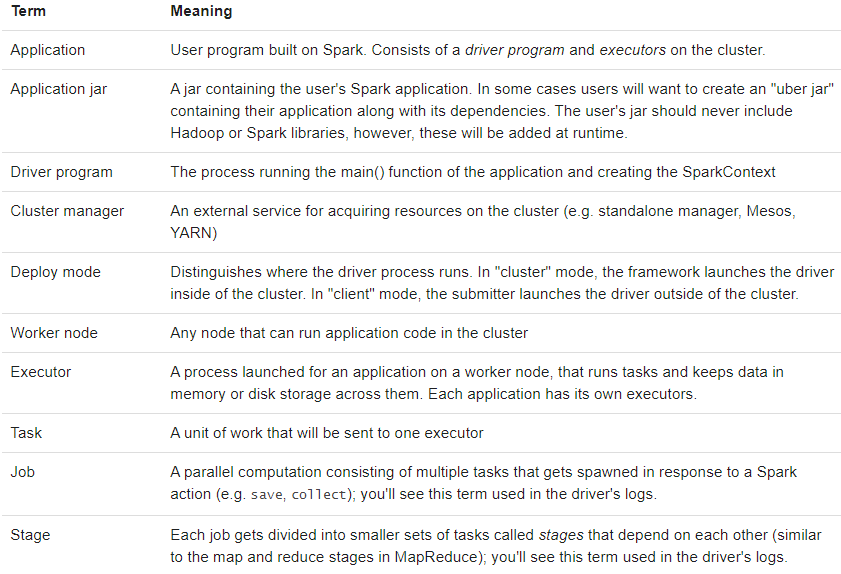 Term Meaning
Application User program built on Spark. Consists of a driver program and executors on the cluster.
Application jar A jar containing the user's Spark application. In some cases users will want to create an "uber jar"
containing their application along with its dependencies. The user's jar should never include
Hadoop or Spark libraries, however, these will be added at runtime.
Driver program The process running the main() function of the application and creating the SparkContext
Cluster manager An external service for acquiring resources on the cluster (e.g. standalone manager, Mesos,
YARN)
Deploy mode Distinguishes where the driver process runs. In "cluster" mode, the framework launches the driver
inside of the cluster. In "client" mode, the submitter launches the driver outside of the cluster.
Worker node Any node that can run application code in the cluster
Executor A process launched for an application on a worker node, that runs tasks and keeps data in
memory or disk storage across them. Each application has its own executors.
Task A unit of work that will be sent to one executor
Job A parallel computation consisting of multiple tasks that gets spawned in response to a Spark
action (e.g. save, collect); you'll see this term used in the driver's logs.
Stage Each job gets divided into smaller sets of tasks called stages that depend on each other (similar
to the map and reduce stages in MapReduce); you'll see this term used in the driver's logs.